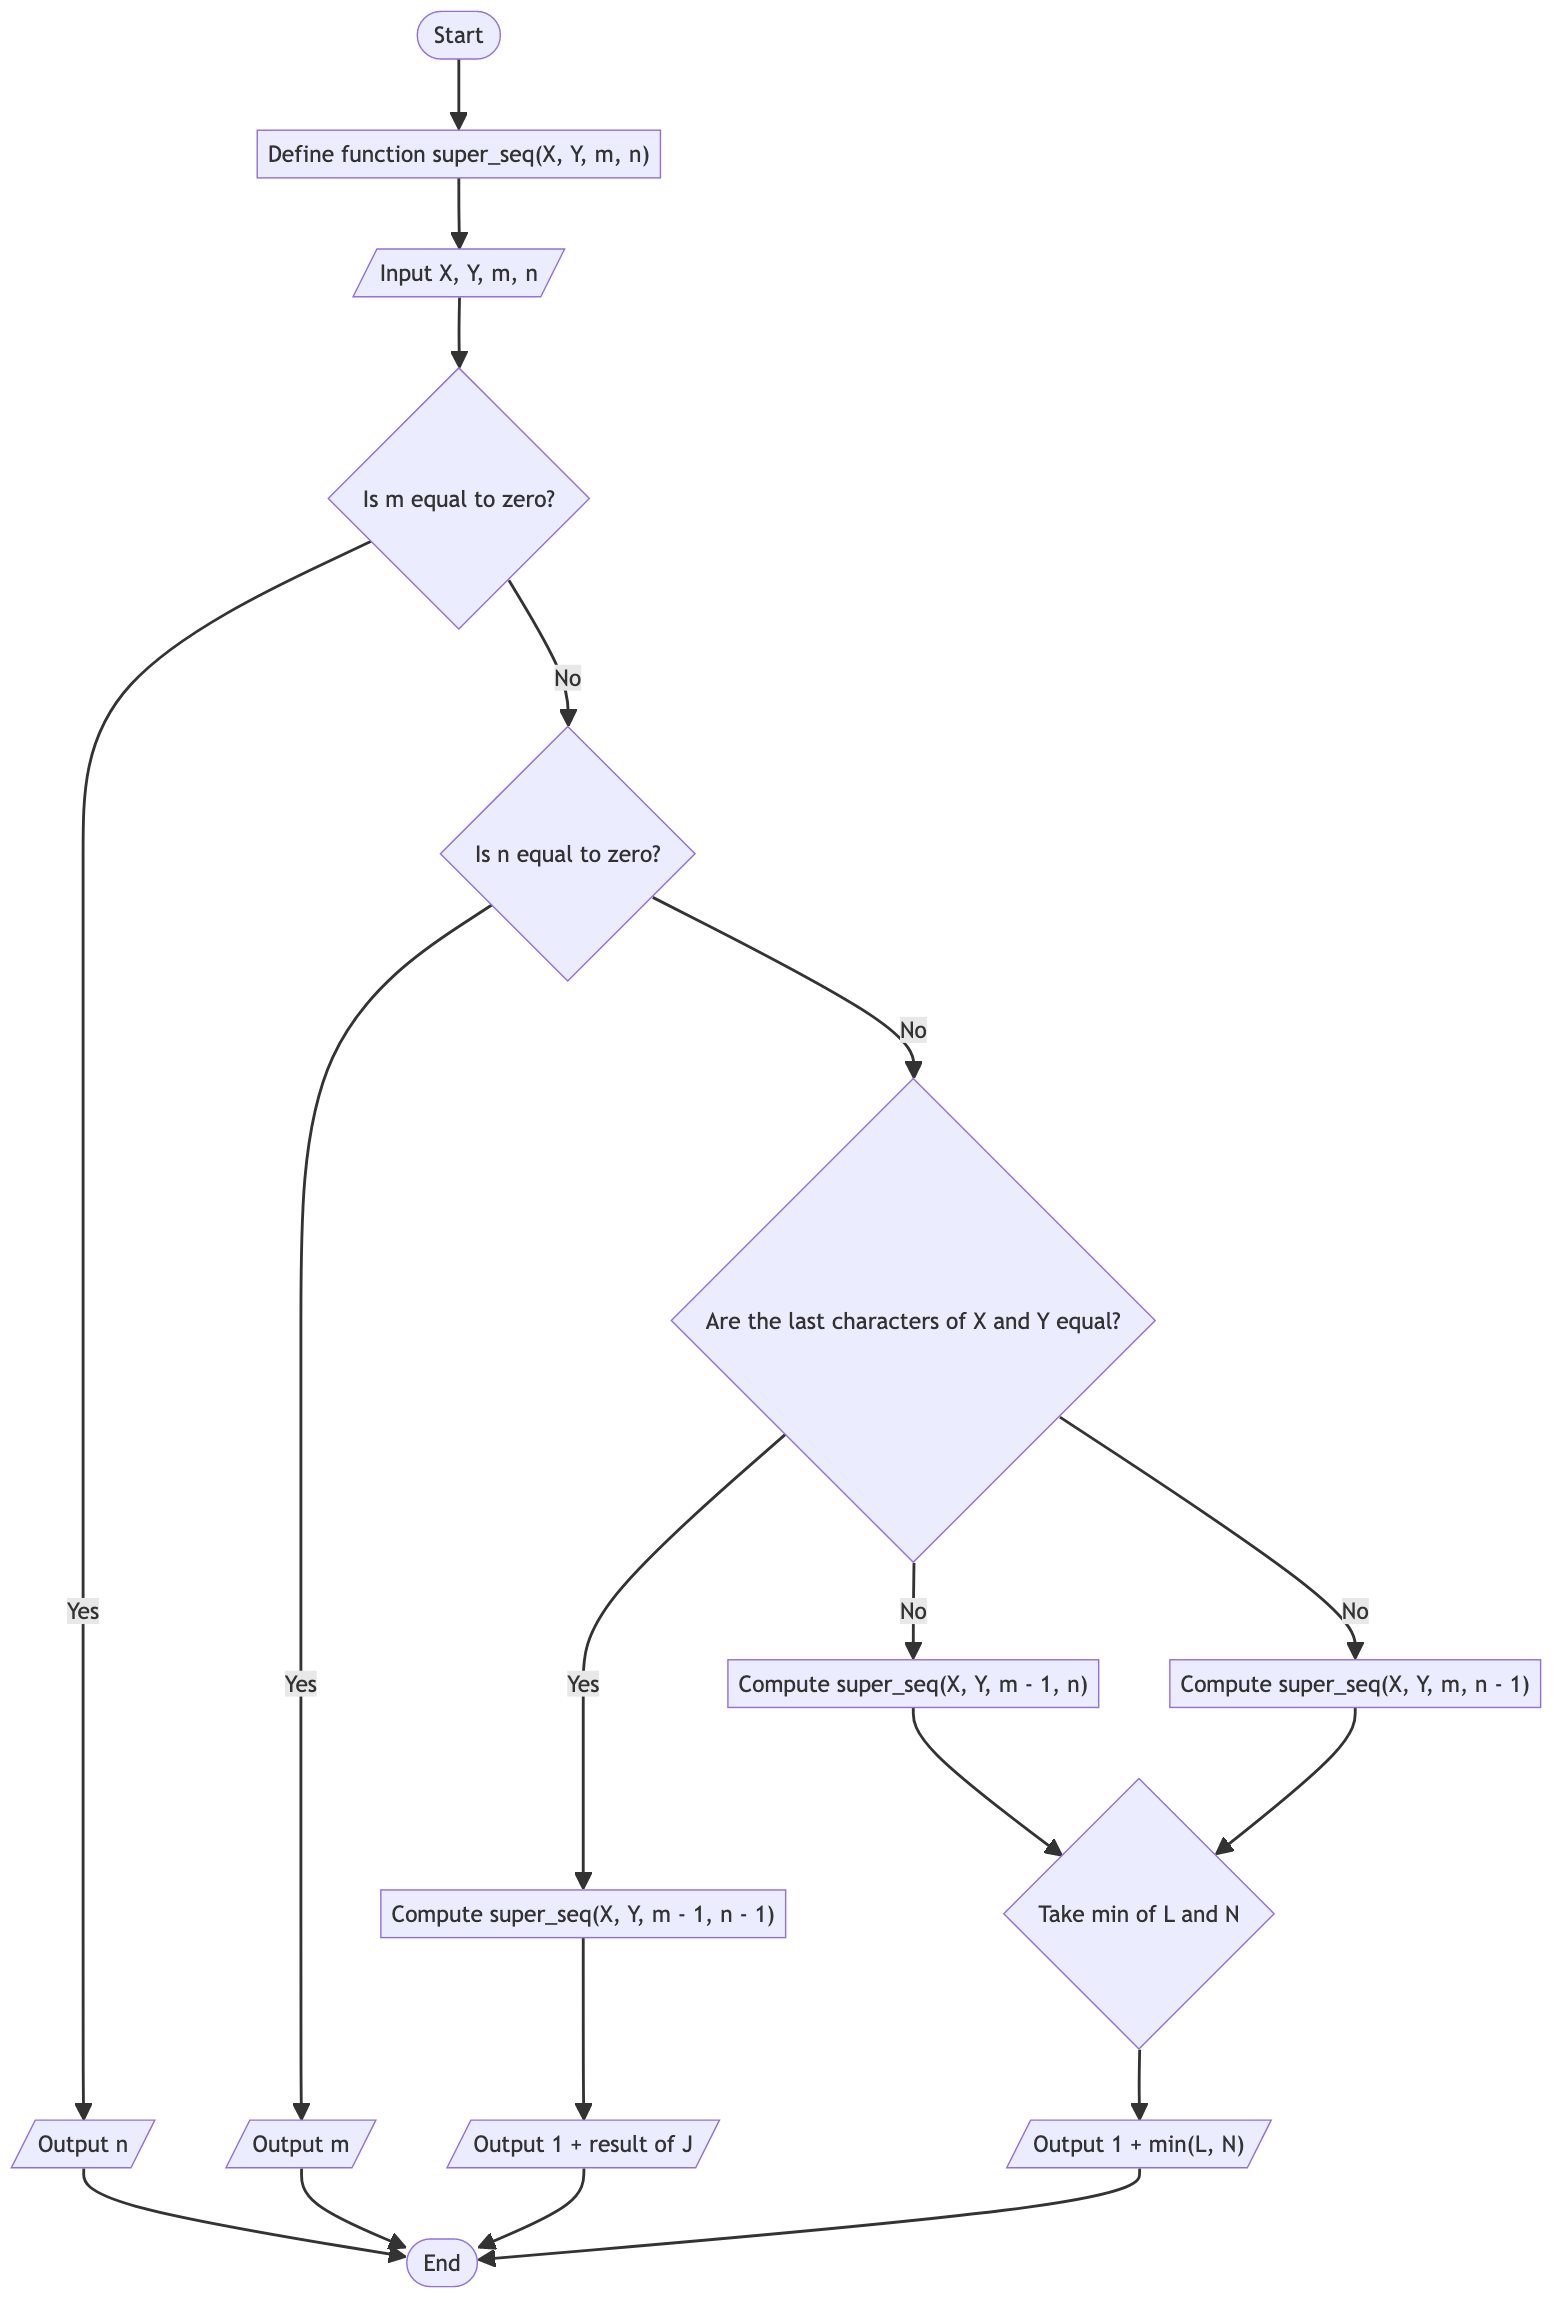 Start
Define function super_seq(X, Y, m, n)
Input X, Y, m, n
Is m equal to zero?
No
Is n equal to zero?
No
Are the last characters of X and Y equal?
Yes
No
No
Yes
Yes
Compute super_seq(X, Y, m - 1, n)
Compute super_seq(X, Y, m, n - 1)
Compute super_seq(X, Y, m - 1, n - 1)
Take min of L and N
Output n
Output m
Output 1 + result of J
Output 1 + min(L, N)
End